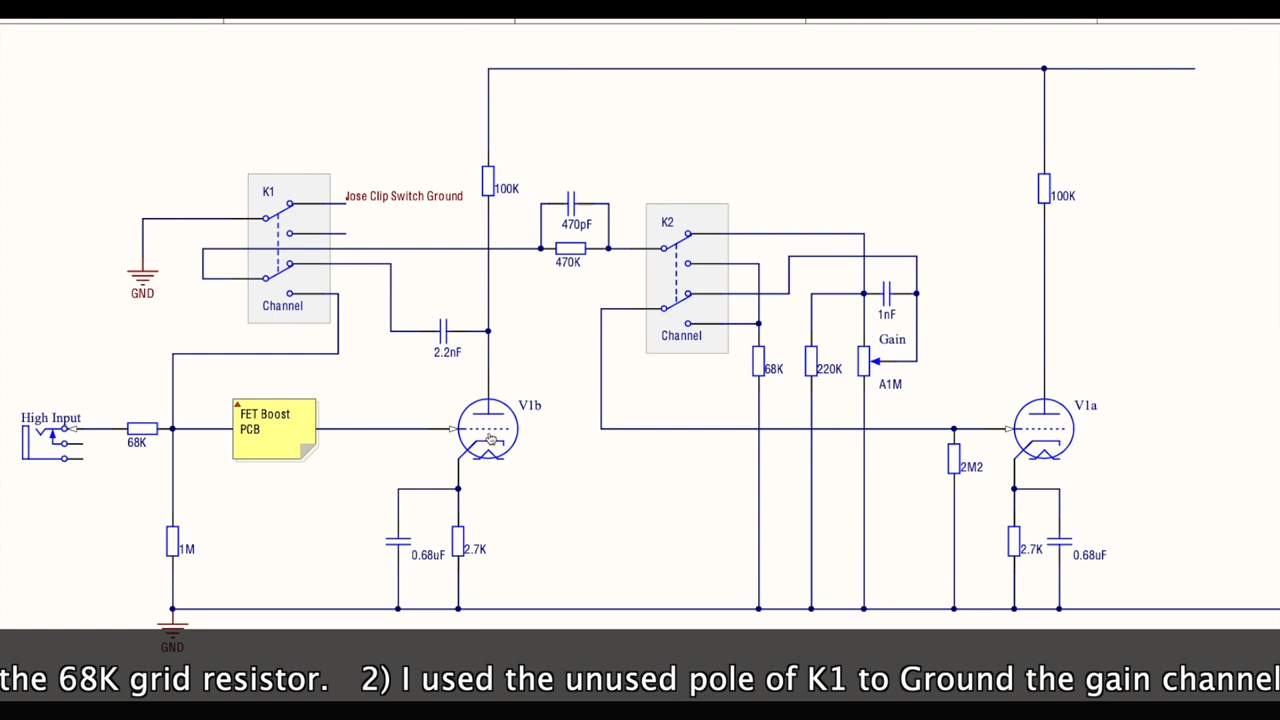 K1
Jose Clip Switch Ground
Channel
GND
100K
470pF
470K
K2
Channel
100K
2.2nF
1nF
Gain
A1M
68K
220K
High Input
68K
FET Boost
PCB
V1b
V1a
2M2
1M
0.68uF
2.7K
2.7K
0.68uF
GND
the 68K grid resistor. 2) I used the unused pole of K1 to Ground the gain channel